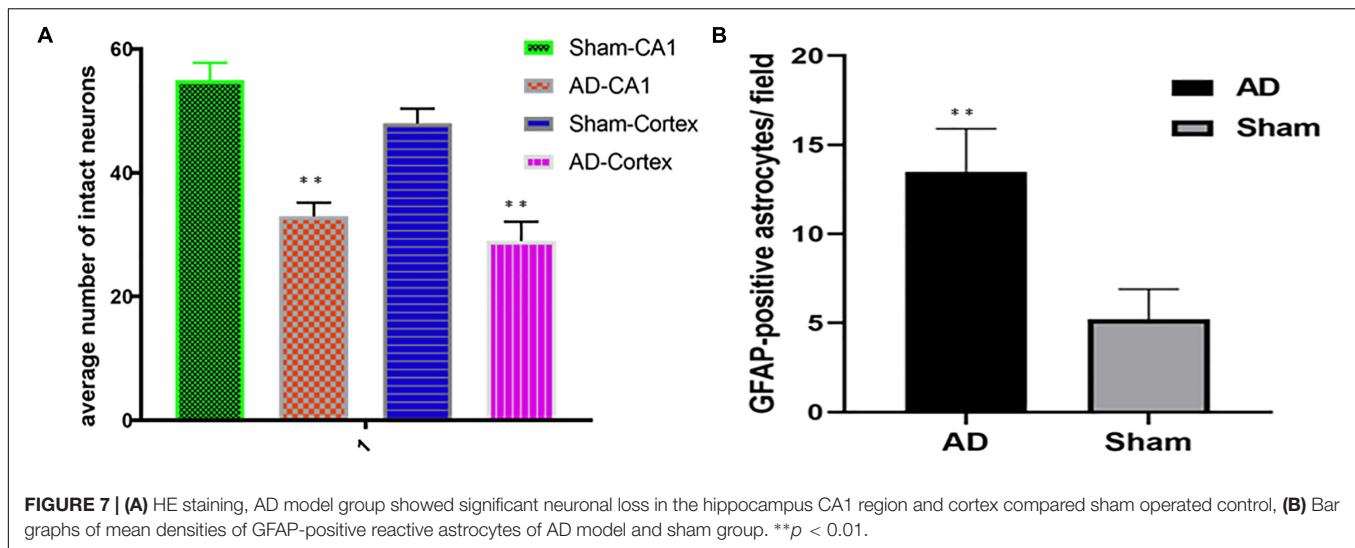 A
60
40
20
0
average number of intact neurons
1
Sham-CA1
AD-CA1
Sham-Cortex
AD-Cortex
**
**
B
20
15
10
5
0
GFAP-positive astrocytes/ field
**
AD
Sham
AD
Sham
FIGURE 7 | (A) HE staining, AD model group showed significant neuronal loss in the hippocampus CA1 region and cortex compared sham operated control, (B) Bar
graphs of mean densities of GFAP-positive reactive astrocytes of AD model and sham group. **p < 0.01.